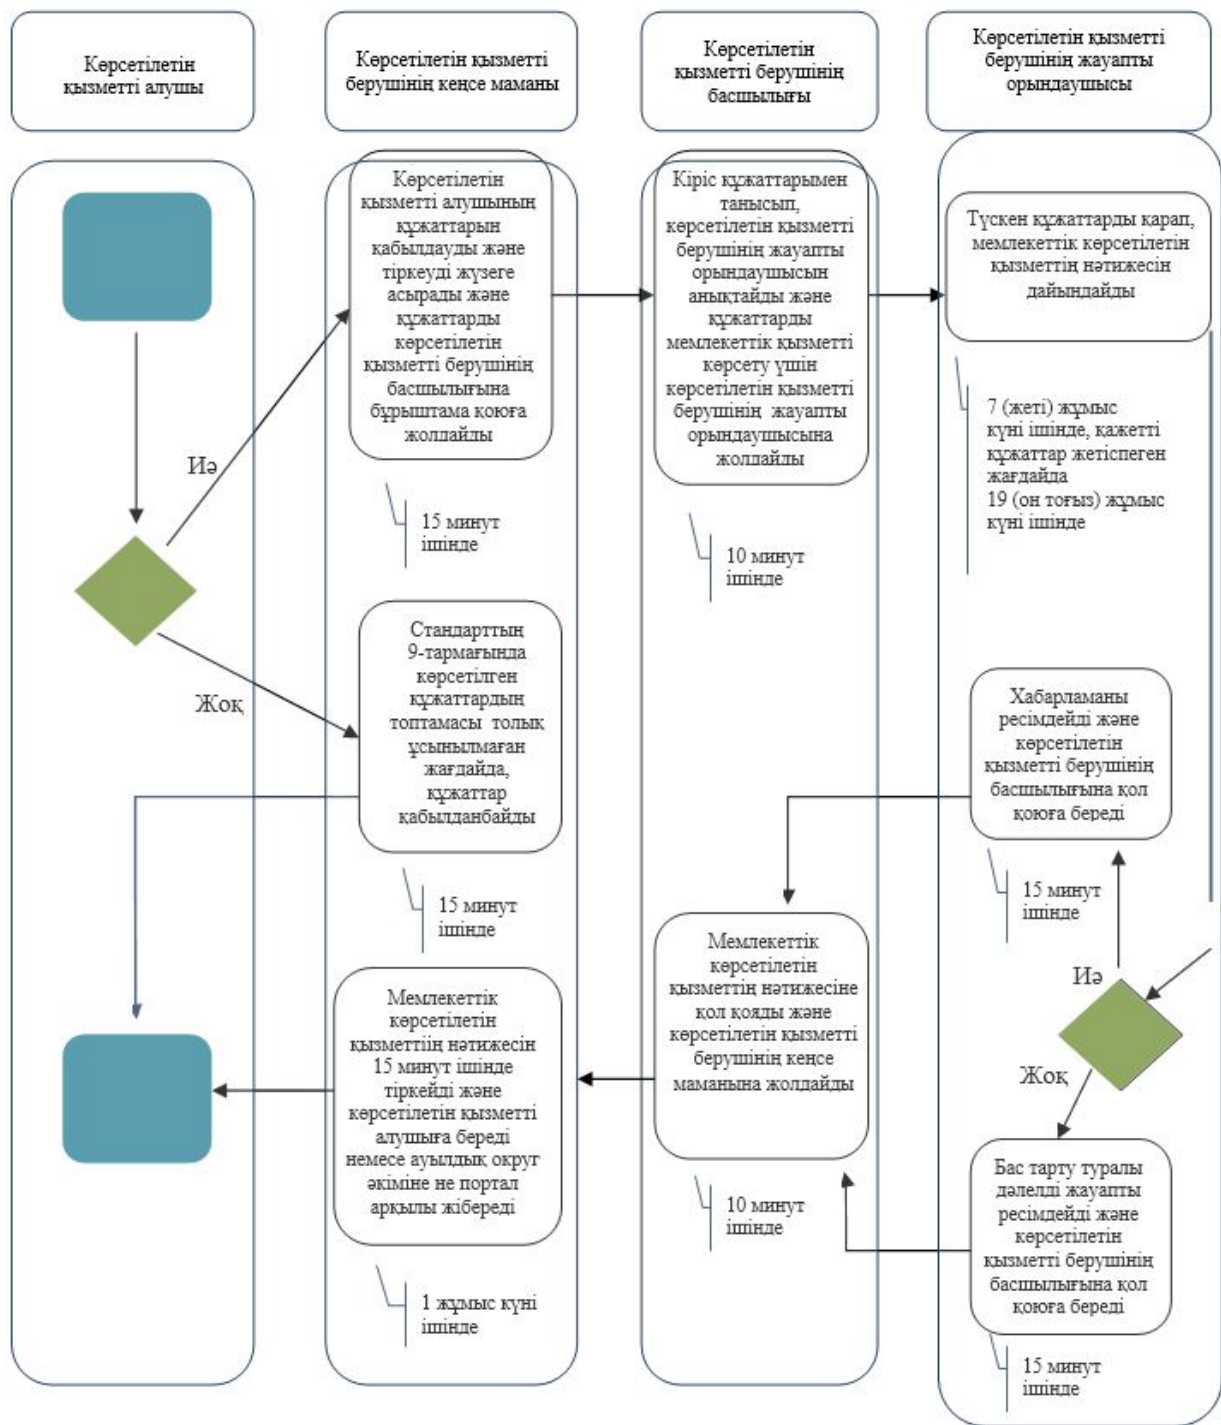 Көрсетілетін
қызметті алушы
Көрсетілетін қызметті
берушінің кеңсе маманы
Көрсетілетін
қызметті берушінің
басшылығы
Көрсетілетін қызметті
берушінің жауапты
орындаушысы
Көрсетілетін
қызметті алушының
құжаттарын
қабылдауды және
тіркеуді жүзеге
асырады және
құжаттарды
көрсетілетін
қызметті берушінің
басшылығына
бұрыштама қоюға
жолдайды
Кіріс құжаттарымен
танысып,
көрсетілетін қызметті
берушінің жауапты
орындаушысын
анықтайды және
құжаттарды
мемлекеттік қызметті
көрсету үшін
көрсетілетін қызметті
берушінің жауапты
орындаушысына
жолдайды
Түскен құжаттарды қарап,
мемлекеттік көрсетілетін
қызметтің нәтижесін
дайындайды
Иә
15 минут
ішінде
10 минут
ішінде
7 (жеті) жұмыс
күні ішінде, қажетті
құжаттар жетіспеген
жағдайда
19 (он тоғыз) жұмыс
күні ішінде
Жоқ
Стандарттың
9-тармағында
көрсетілген
құжаттардың
топтамасы толық
ұсынылмаған
жағдайда,
құжаттар
қабылданбайды
15 минут
ішінде
Хабарламаны
ресімдейді және
көрсетілетін
қызметті берушінің
басшылығына қол
қоюға береді
15 минут
ішінде
Мемлекеттік
көрсетілетін
қызметтің нәтижесіне
қол қояды және
көрсетілетін қызметті
берушінің кеңсе
маманына жолдайды
10 минут
ішінде
Мемлекеттік
көрсетілетін
қызметтіің нәтижесін
15 минут ішінде
тіркейді және
көрсетілетін қызметті
алушыға береді
немесе ауылдық округ
әкіміне не портал
арқылы жібереді
1 жұмыс күні
ішінде
Иә
Жоқ
Бас тарту туралы
дәлелді жауапты
ресімдейді және
көрсетілетін
қызметті берушінің
басшылығына қол
қоюға береді
15 минут
ішінде